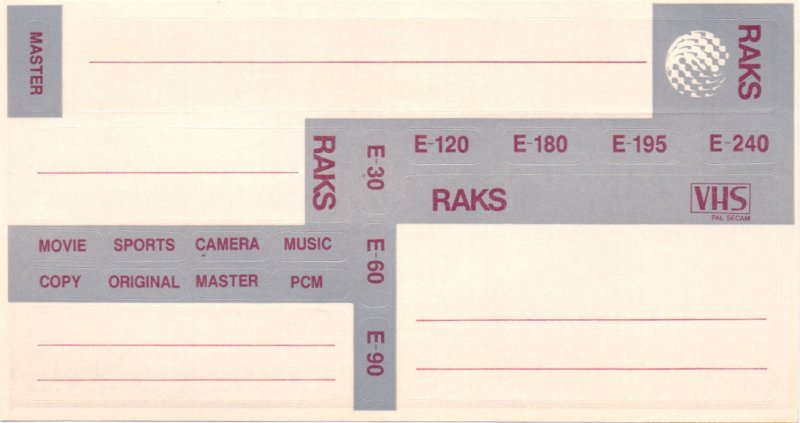 MASTER
RAKS
RAKS
E-30
E-120 E-180 E-195 E-240
RAKS
VHS
PAL SECAM
MOVIE SPORTS CAMERA MUSIC
COPY ORIGINAL MASTER PCM
E-60
E-90